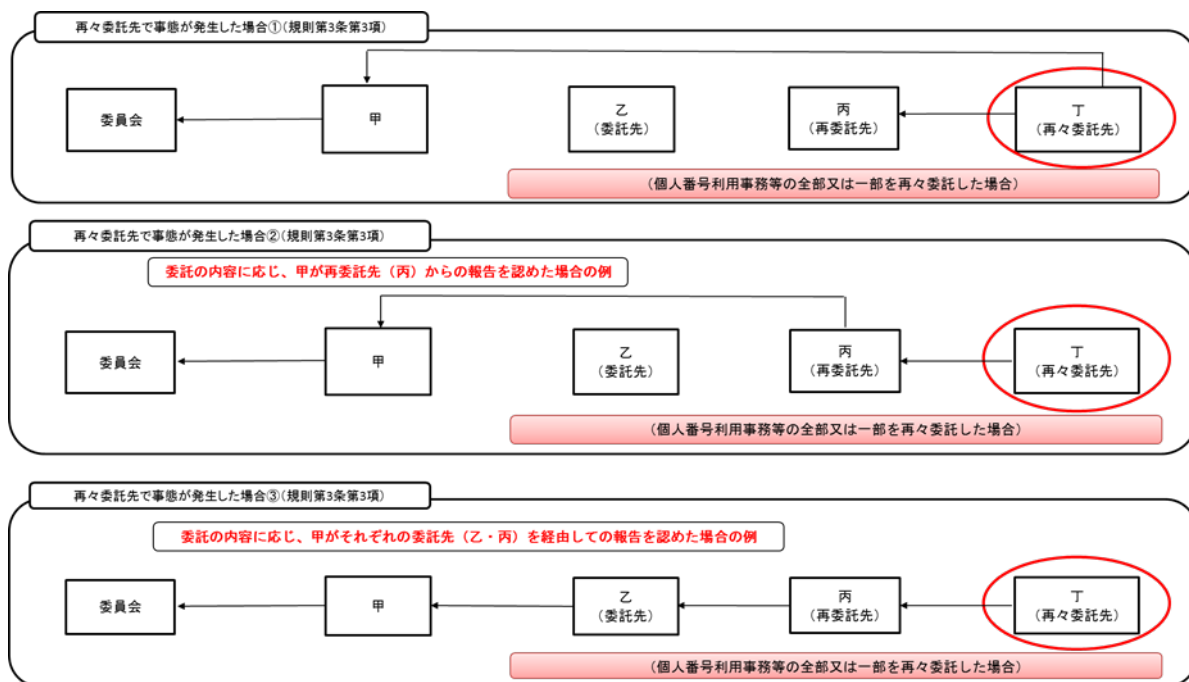 再々委託先で事態が発生した場合①(規則第3条第3項)
委員会
甲
乙
（委託先）
丙
（再委託先）
丁
（再々委託先）
（個人番号利用事務等の全部又は一部を再々委託した場合）
再々委託先で事態が発生した場合②(規則第3条第3項)
委託の内容に応じ、甲が再委託先（丙）からの報告を認めた場合の例
委員会
甲
乙
（委託先）
丙
（再委託先）
丁
（再々委託先）
（個人番号利用事務等の全部又は一部を再々委託した場合）
再々委託先で事態が発生した場合③(規則第3条第3項)
委託の内容に応じ、甲がそれぞれの委託先（乙・丙）を経由しての報告を認めた場合の例
委員会
甲
乙
（委託先）
丙
（再委託先）
丁
（再々委託先）
（個人番号利用事務等の全部又は一部を再々委託した場合）